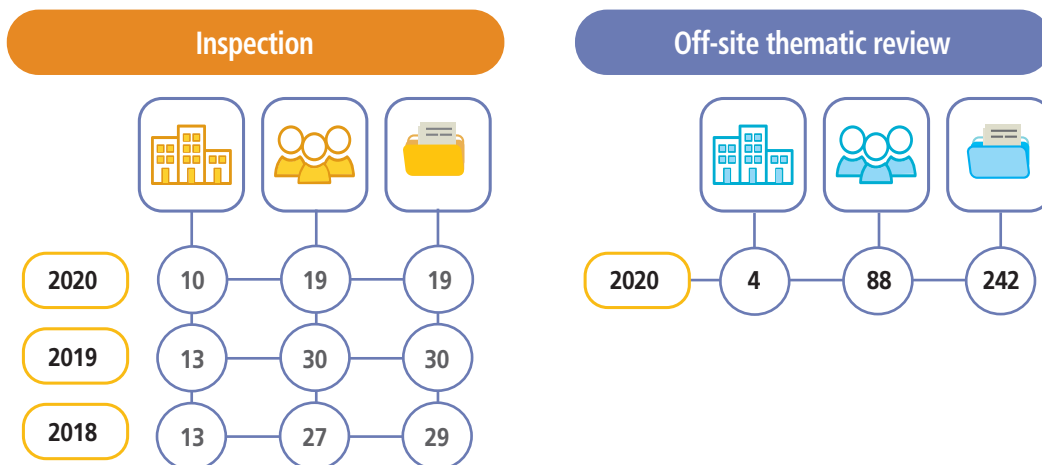 Inspection
Off-site thematic review
2020 10 19 19
2020 4 88 242
2019 13 30 30
2018 13 27 29